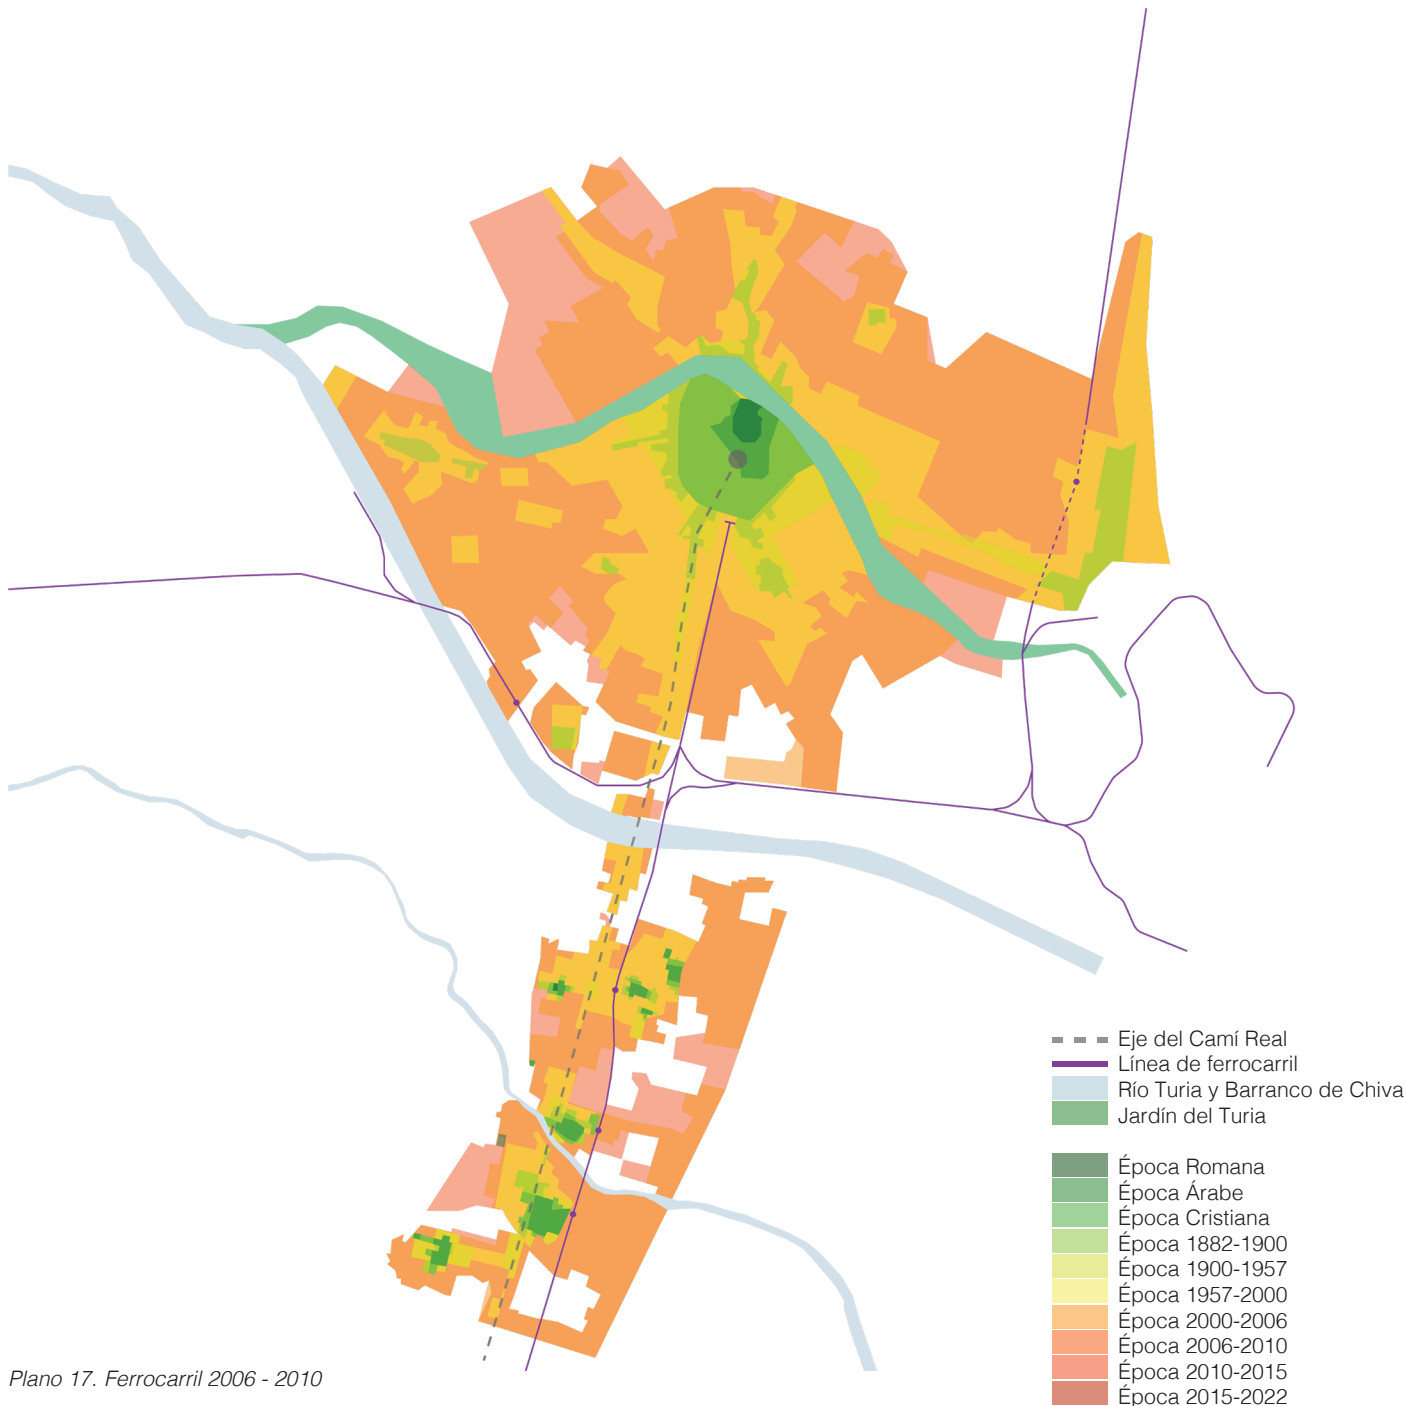 Eje del Camí Real
Línea de ferrocarril
Río Turia y Barranco de Chiva
Jardín del Turia
Época Romana
Época Árabe
Época Cristiana
Época 1882-1900
Época 1900-1957
Época 1957-2000
Época 2000-2006
Época 2006-2010
Época 2010-2015
Época 2015-2022
Plano 17. Ferrocarril 2006 - 2010